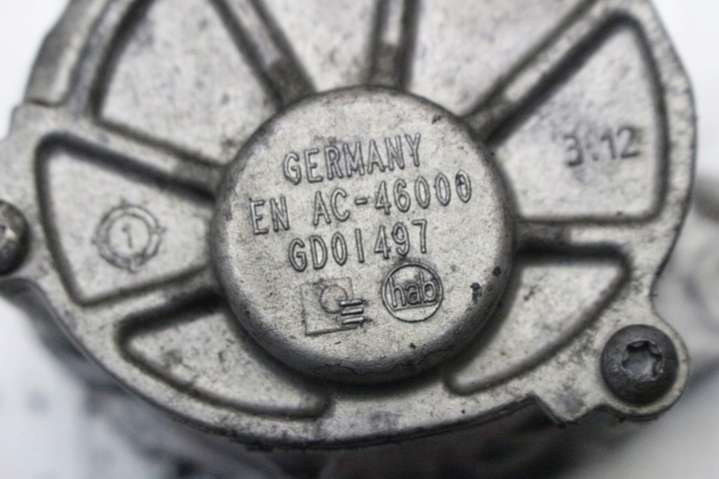 GERMANY
EN AC-46000
GD01497
hab
1
3.12